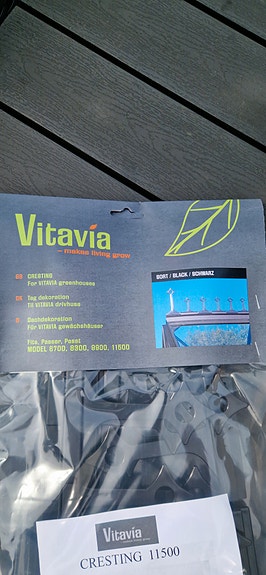 Vitavia
– makes living grow
SORT / BLACK / SCHWARZ
GB CRESTING
For VITAVIA greenhouses
DK Tag dekoration
Til VITAVIA drivhuse
D Dachdekoration
Für VITAVIA gewächshäuser
Fits, Passer, Passt
MODEL 6700, 8300, 9900, 11500
Vitavia
CRESTING 11500